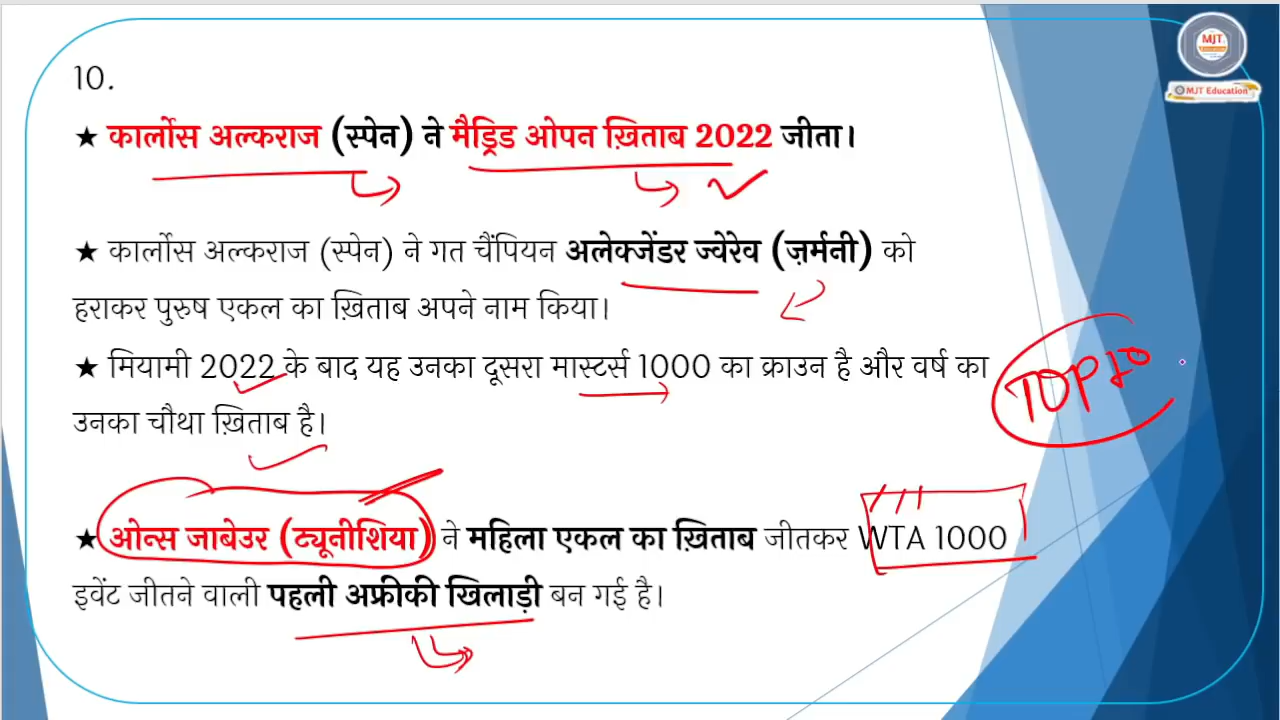 MJT
EDUCATION
MJT Education
10.
★ कार्लोस अल्कराज (स्पेन) ने मैड्रिड ओपन ख़िताब 2022 जीता।
★ कार्लोस अल्कराज (स्पेन) ने गत चैंपियन अलेक्जेंडर ज्वेरेव (ज़र्मनी) को
हराकर पुरुष एकल का ख़िताब अपने नाम किया।
★ मियामी 2022 के बाद यह उनका दूसरा मास्टर्स 1000 का क्राउन है और वर्ष का
उनका चौथा ख़िताब है।
TOP 10
★ ओन्स जाबेउर (ट्यूनीशिया) ने महिला एकल का ख़िताब जीतकर WTA 1000
इवेंट जीतने वाली पहली अफ्रीकी खिलाड़ी बन गई है।